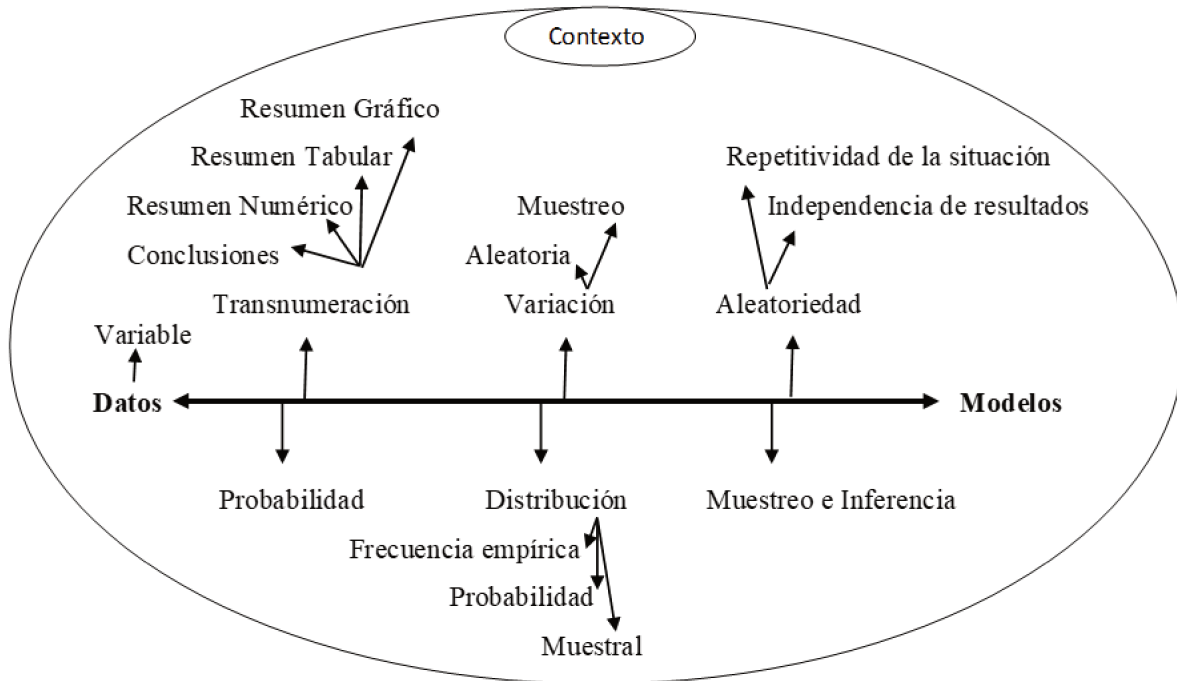 Contexto
Resumen Gráfico
Resumen Tabular
Repetitividad de la situación
Resumen Numérico
Muestreo
Independencia de resultados
Conclusiones
Aleatoria
Transnumeración
Variación
Aleatoriedad
Variable
Datos
Modelos
Probabilidad
Distribución
Muestreo e Inferencia
Frecuencia empírica
Probabilidad
Muestral